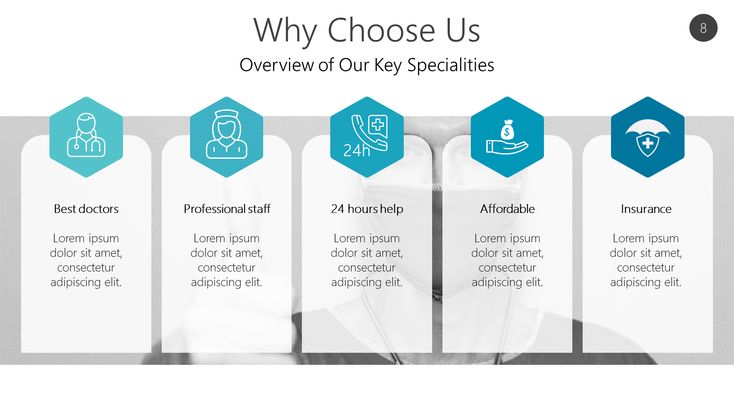 Why Choose Us
8
Overview of Our Key Specialities
24h
$
Best doctors
Lorem ipsum
dolor sit amet,
consectetur
adipiscing elit.
Professional staff
Lorem ipsum
dolor sit amet,
consectetur
adipiscing elit.
24 hours help
Lorem ipsum
dolor sit amet,
consectetur
adipiscing elit.
Affordable
Lorem ipsum
dolor sit amet,
consectetur
adipiscing elit.
Insurance
Lorem ipsum
dolor sit amet,
consectetur
adipiscing elit.